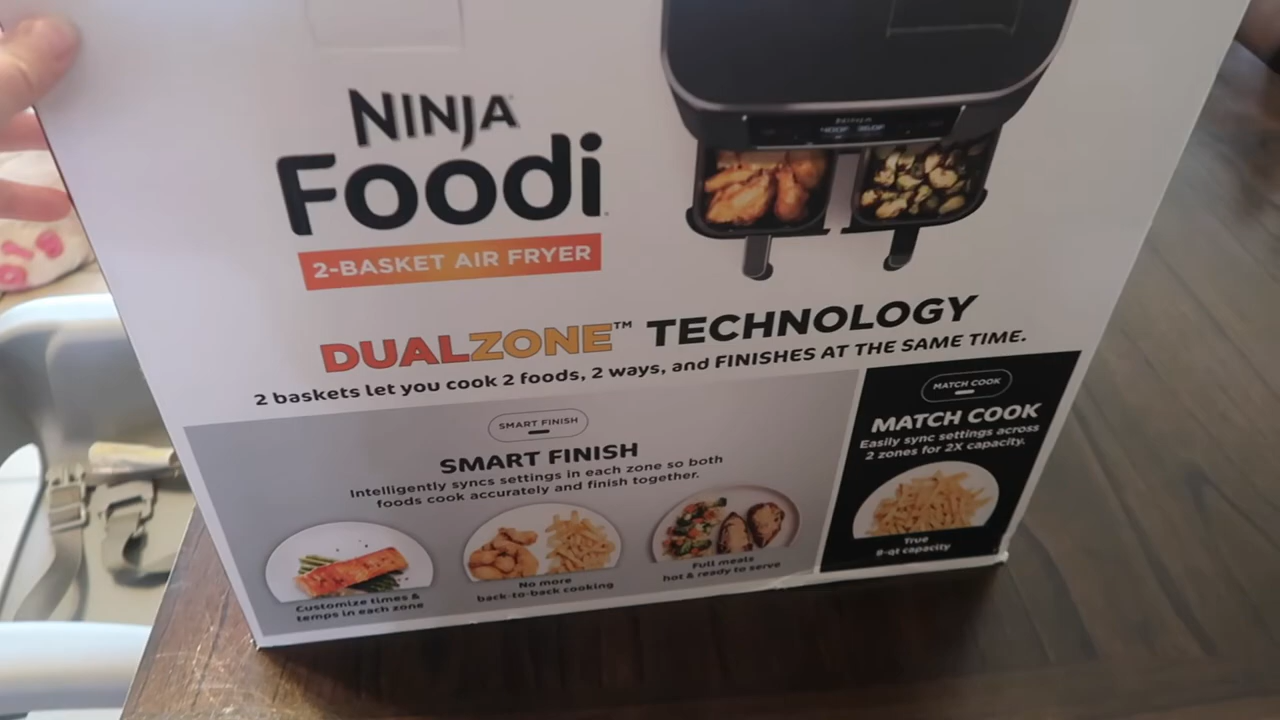 NINJA
Foodi
2-BASKET AIR FRYER
DUALZONE™ TECHNOLOGY
2 baskets let you cook 2 foods, 2 ways, and FINISHES AT THE SAME TIME.
SMART FINISH
SMART FINISH
Intelligently syncs settings in each zone so both
foods cook accurately and finish together.
Customize times &
temps in each zone
No more
back-to-back cooking
Full meals
hot & ready to serve
MATCH COOK
MATCH COOK
Easily sync settings across
2 zones for 2X capacity.
True
8-qt capacity
NINJA